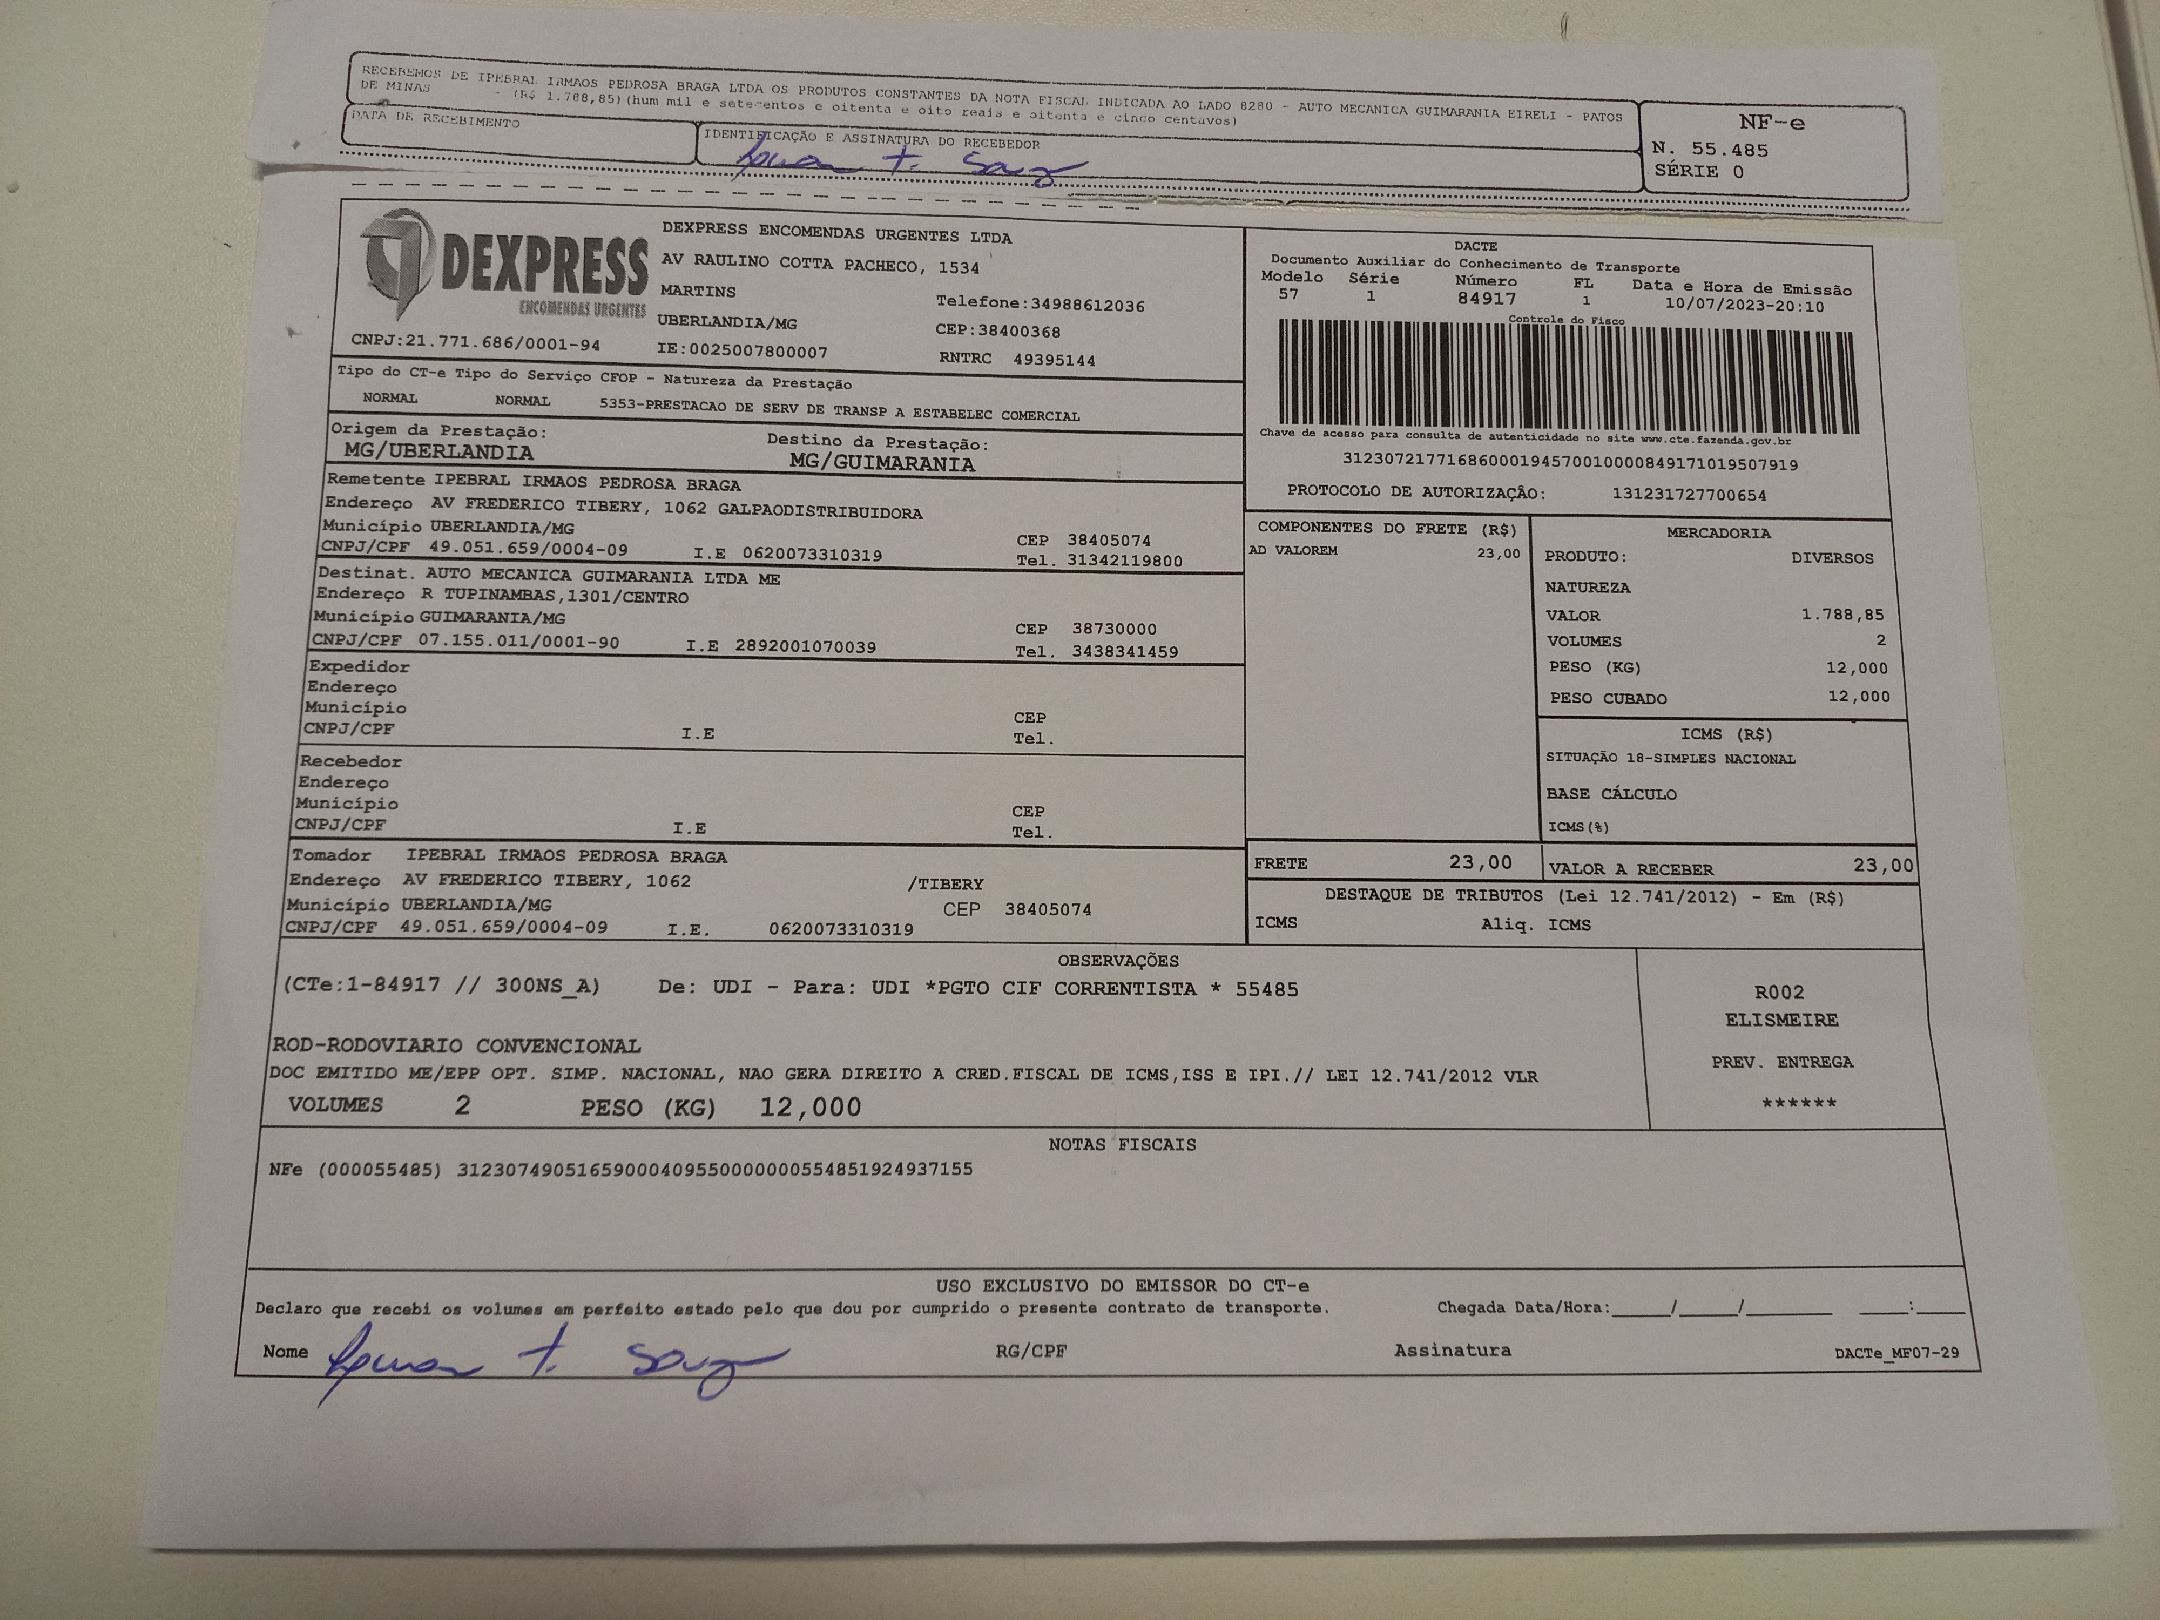 RECEBEMOS DE IPEBRAL IRMAOS PEDROSA BRAGA LTDA OS PRODUTOS CONSTANTES DA NOTA FISCAL INDICADA AO LADO 8280 - AUTO MECANICA GUIMARANIA EIRELI - PATOS
DE MINAS - (R$ 1.788,85) (hum mil e setecentos e oitenta e oito reais e oitenta e cinco centavos)
DATA DE RECEBIMENTO
IDENTIFICAÇÃO E ASSINATURA DO RECEBEDOR
T. Souza
NF-e
N. 55.485
SÉRIE 0
DEXPRESS
ENCOMENDAS URGENTES
CNPJ:21.771.686/0001-94
DEXPRESS ENCOMENDAS URGENTES LTDA
AV RAULINO COTTA PACHECO, 1534
MARTINS
Telefone:34988612036
UBERLANDIA/MG
CEP:38400368
IE:0025007800007
RNTRC 49395144
DACTE
Documento Auxiliar do Conhecimento de Transporte
Modelo Série Número FL Data e Hora de Emissão
57 1 84917 1 10/07/2023-20:10
Controle do Fisco
Chave de acesso para consulta de autenticidade no site www.cte.fazenda.gov.br
31230721771686000194570010000849171019507919
PROTOCOLO DE AUTORIZAÇÃO: 131231727700654
Tipo do CT-e Tipo do Serviço CFOP - Natureza da Prestação
NORMAL NORMAL 5353-PRESTACAO DE SERV DE TRANSP A ESTABELEC COMERCIAL
Origem da Prestação: Destino da Prestação:
MG/UBERLANDIA MG/GUIMARANIA
Remetente IPEBRAL IRMAOS PEDROSA BRAGA
Endereço AV FREDERICO TIBERY, 1062 GALPAODISTRIBUIDORA
Município UBERLANDIA/MG CEP 38405074
CNPJ/CPF 49.051.659/0004-09 I.E 0620073310319 Tel. 31342119800
Destinat. AUTO MECANICA GUIMARANIA LTDA ME
Endereço R TUPINAMBAS,1301/CENTRO
Município GUIMARANIA/MG CEP 38730000
CNPJ/CPF 07.155.011/0001-90 I.E 2892001070039 Tel. 3438341459
Expedidor
Endereço
Município CEP
CNPJ/CPF I.E Tel.
Recebedor
Endereço
Município CEP
CNPJ/CPF I.E Tel.
Tomador IPEBRAL IRMAOS PEDROSA BRAGA
Endereço AV FREDERICO TIBERY, 1062 /TIBERY
Município UBERLANDIA/MG CEP 38405074
CNPJ/CPF 49.051.659/0004-09 I.E. 0620073310319
COMPONENTES DO FRETE (R$)
AD VALOREM 23,00
MERCADORIA
PRODUTO: DIVERSOS
NATUREZA
VALOR 1.788,85
VOLUMES 2
PESO (KG) 12,000
PESO CUBADO 12,000
ICMS (R$)
SITUAÇÃO 18-SIMPLES NACIONAL
BASE CÁLCULO
ICMS(%)
FRETE 23,00 VALOR A RECEBER 23,00
DESTAQUE DE TRIBUTOS (Lei 12.741/2012) - Em (R$)
ICMS Aliq. ICMS
OBSERVAÇÕES
(CTe:1-84917 // 300NS_A) De: UDI - Para: UDI *PGTO CIF CORRENTISTA * 55485
ROD-RODOVIARIO CONVENCIONAL
DOC EMITIDO ME/EPP OPT. SIMP. NACIONAL, NAO GERA DIREITO A CRED.FISCAL DE ICMS,ISS E IPI.// LEI 12.741/2012 VLR
VOLUMES 2 PESO (KG) 12,000
R002
ELISMEIRE
PREV. ENTREGA
******
NOTAS FISCAIS
NFe (000055485) 31230749051659000409550000000554851924937155
USO EXCLUSIVO DO EMISSOR DO CT-e
Declaro que recebi os volumes em perfeito estado pelo que dou por cumprido o presente contrato de transporte. Chegada Data/Hora:_____/_____/_______ ____:____
Nome T. Souza RG/CPF Assinatura DACTe_MF07-29